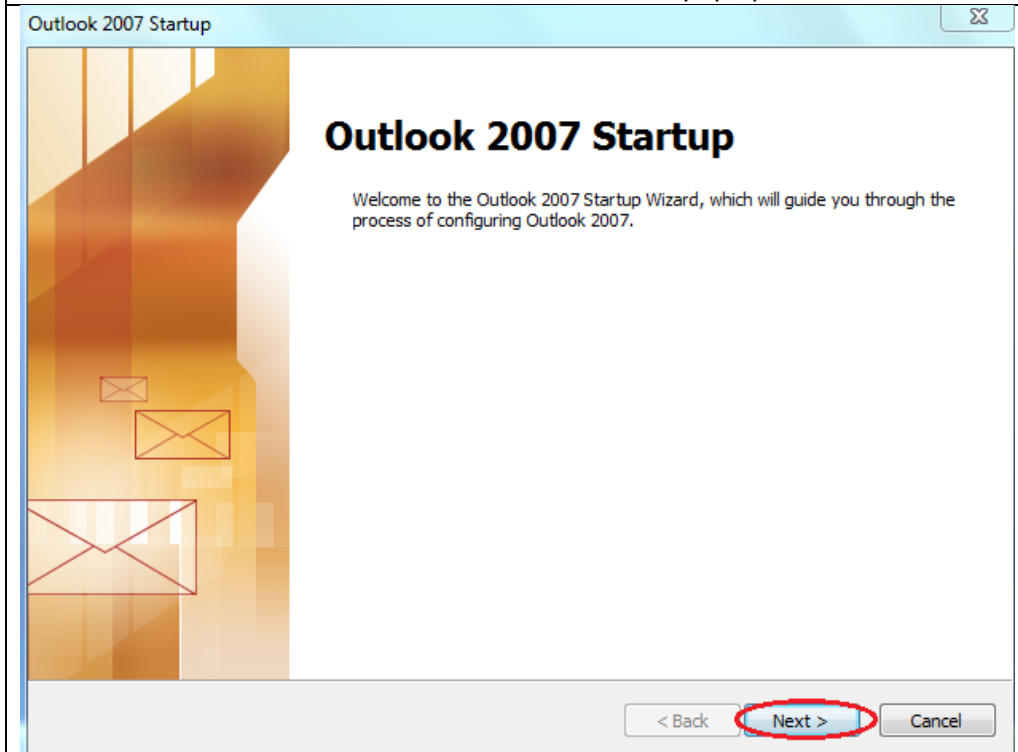 Outlook 2007 Startup
Outlook 2007 Startup
Welcome to the Outlook 2007 Startup Wizard, which will guide you through the
process of configuring Outlook 2007.
< Back Next > Cancel